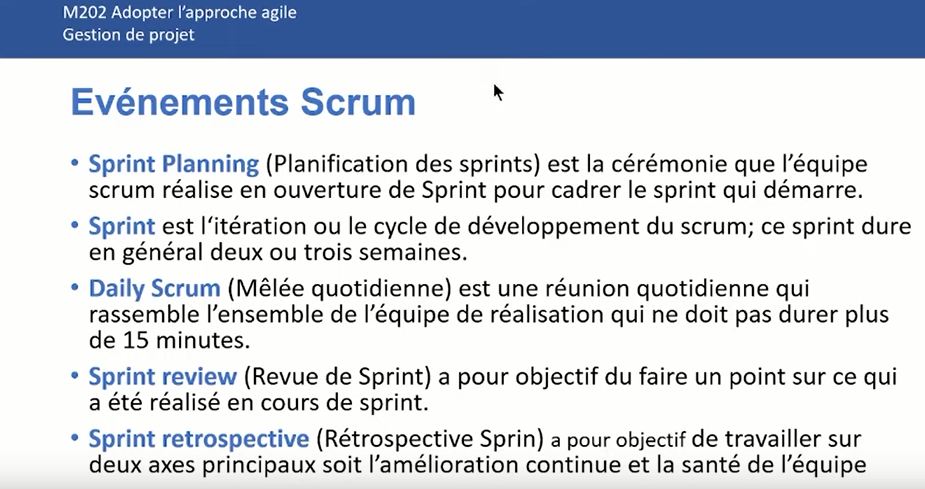 M202 Adopter l'approche agile
Gestion de projet
Evénements Scrum
• Sprint Planning (Planification des sprints) est la cérémonie que l'équipe
scrum réalise en ouverture de Sprint pour cadrer le sprint qui démarre.
• Sprint est l'itération ou le cycle de développement du scrum; ce sprint dure
en général deux ou trois semaines.
• Daily Scrum (Mêlée quotidienne) est une réunion quotidienne qui
rassemble l'ensemble de l'équipe de réalisation qui ne doit pas durer plus
de 15 minutes.
• Sprint review (Revue de Sprint) a pour objectif du faire un point sur ce qui
a été réalisé en cours de sprint.
• Sprint retrospective (Rétrospective Sprin) a pour objectif de travailler sur
deux axes principaux soit l'amélioration continue et la santé de l'équipe